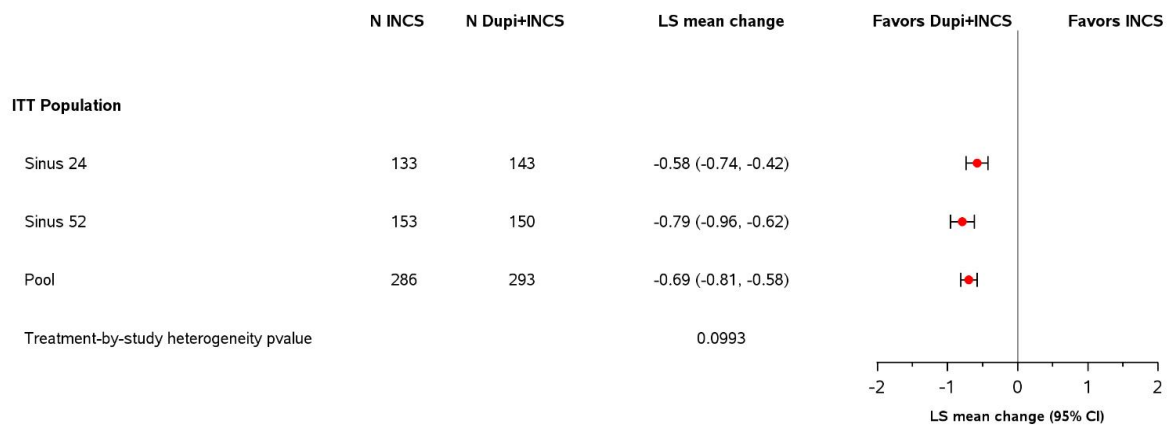 N INCS N Dupi+INCS LS mean change Favors Dupi+INCS Favors INCS
ITT Population
Sinus 24 133 143 -0.58 (-0.74, -0.42)
Sinus 52 153 150 -0.79 (-0.96, -0.62)
Pool 286 293 -0.69 (-0.81, -0.58)
Treatment-by-study heterogeneity pvalue 0.0993
-2 -1 0 1 2
LS mean change (95% CI)